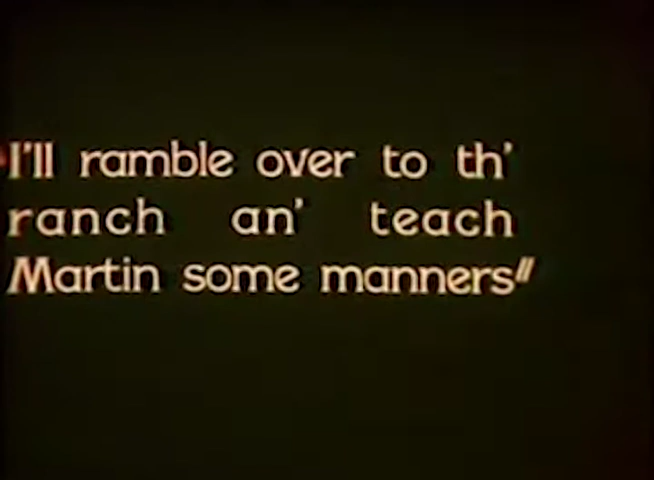 "I'll ramble over to th'
ranch an' teach
Martin some manners"